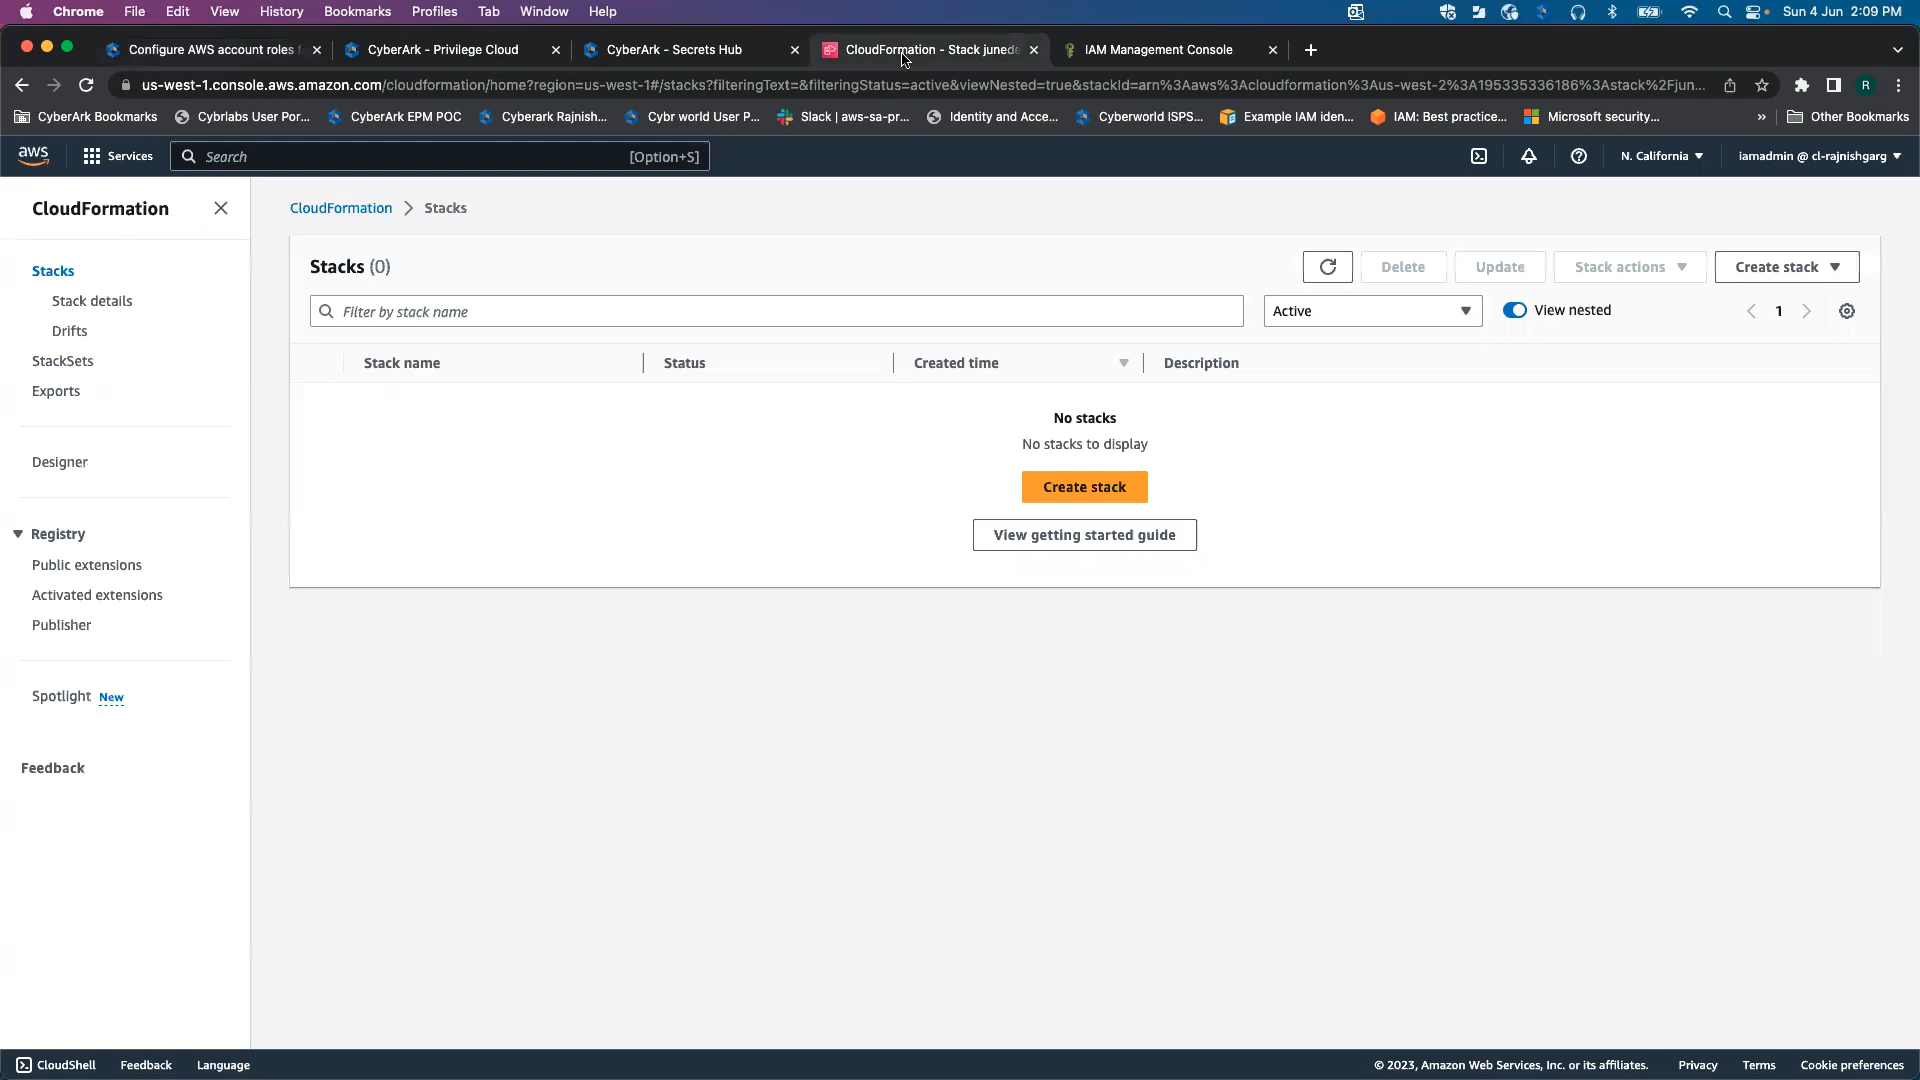 Chrome File Edit View History Bookmarks Profiles Tab Window Help Sun 4 Jun 2:09 PM
Configure AWS account roles f CyberArk - Privilege Cloud CyberArk - Secrets Hub CloudFormation - Stack junede IAM Management Console
us-west-1.console.aws.amazon.com/cloudformation/home?region=us-west-1#/stacks?filteringText=&filteringStatus=active&viewNested=true&stackId=arn%3Aaws%3Acloudformation%3Aus-west-2%3A195335336186%3Astack%2Fjun... R
CyberArk Bookmarks Cybrlabs User Por... CyberArk EPM POC Cyberark Rajnish... Cybr world User P... Slack | aws-sa-pr... Identity and Acce... Cyberworld ISPS... Example IAM iden... IAM: Best practice... Microsoft security... » Other Bookmarks
aws Services Search [Option+S] N. California iamadmin @ cl-rajnishgarg
CloudFormation
Stacks
Stack details
Drifts
StackSets
Exports
Designer
Registry
Public extensions
Activated extensions
Publisher
Spotlight New
Feedback
CloudFormation Stacks
Stacks (0) Delete Update Stack actions Create stack
Filter by stack name Active View nested 1
Stack name Status Created time Description
No stacks
No stacks to display
Create stack
View getting started guide
CloudShell Feedback Language © 2023, Amazon Web Services, Inc. or its affiliates. Privacy Terms Cookie preferences